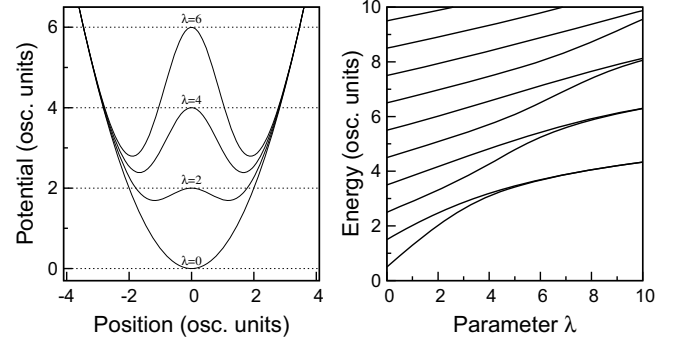 Potential (osc. units)
6
4
2
0
λ=6
λ=4
λ=2
λ=0
-4 -2 0 2 4
Position (osc. units)
Energy (osc. units)
10
8
6
4
2
0
0 2 4 6 8 10
Parameter λ